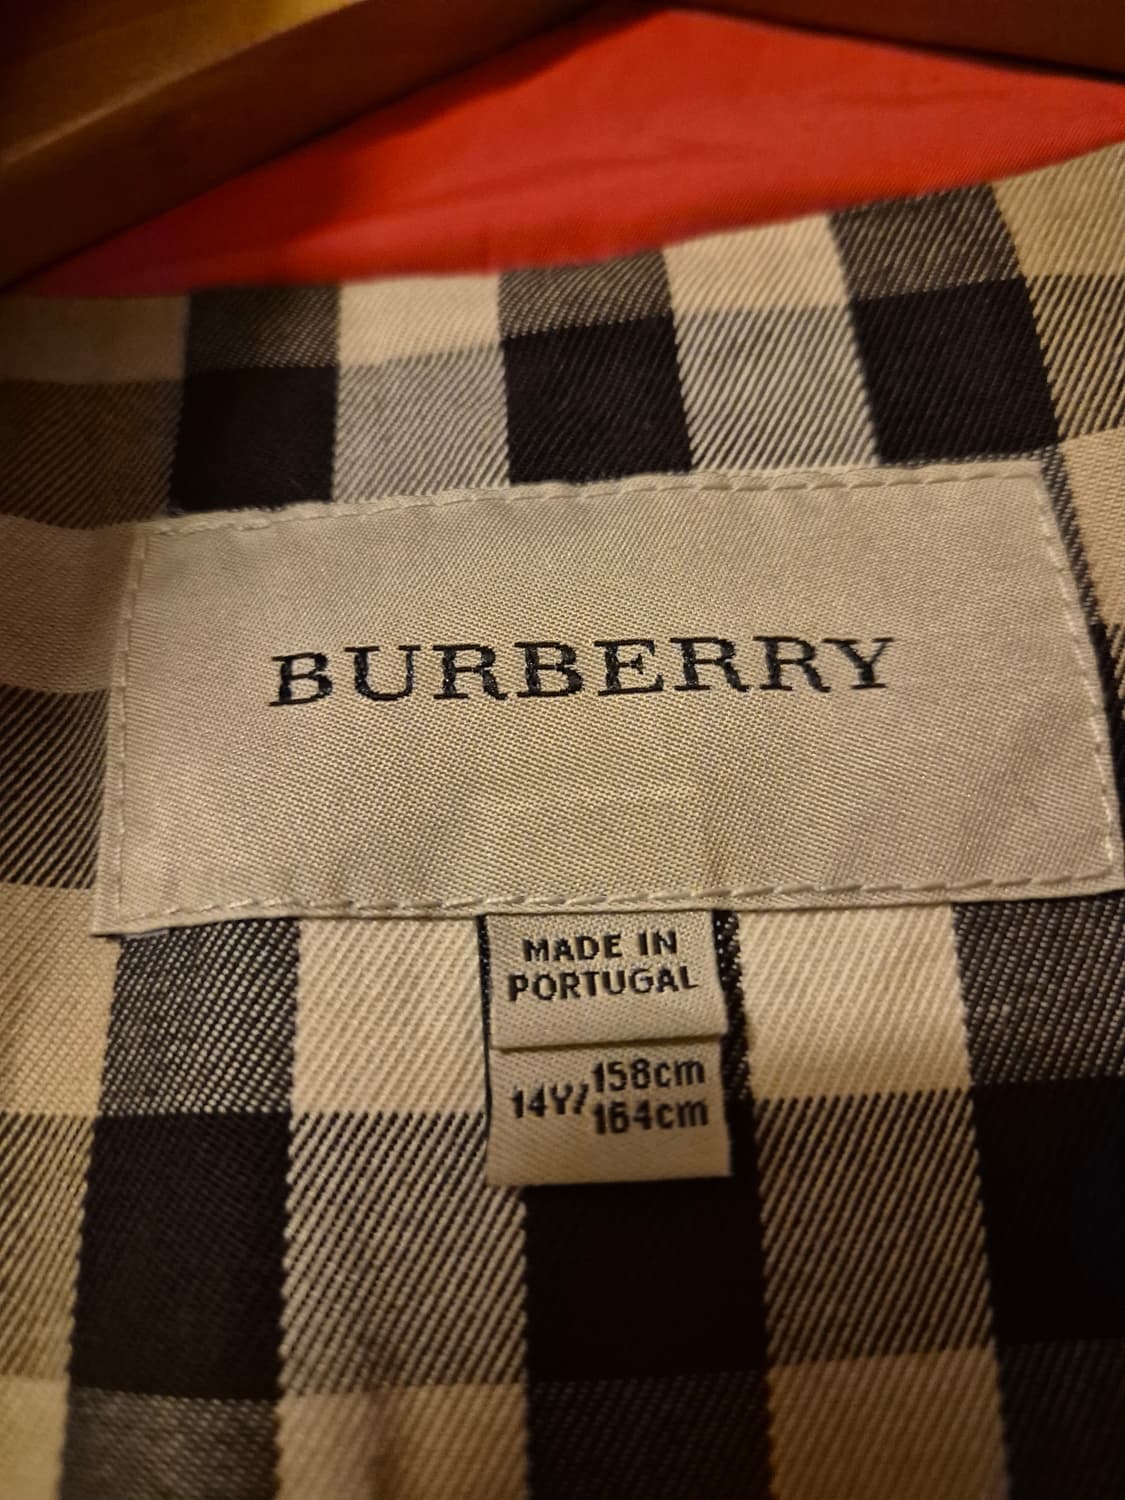 BURBERRY
MADE IN
PORTUGAL
14Y/158cm
164cm